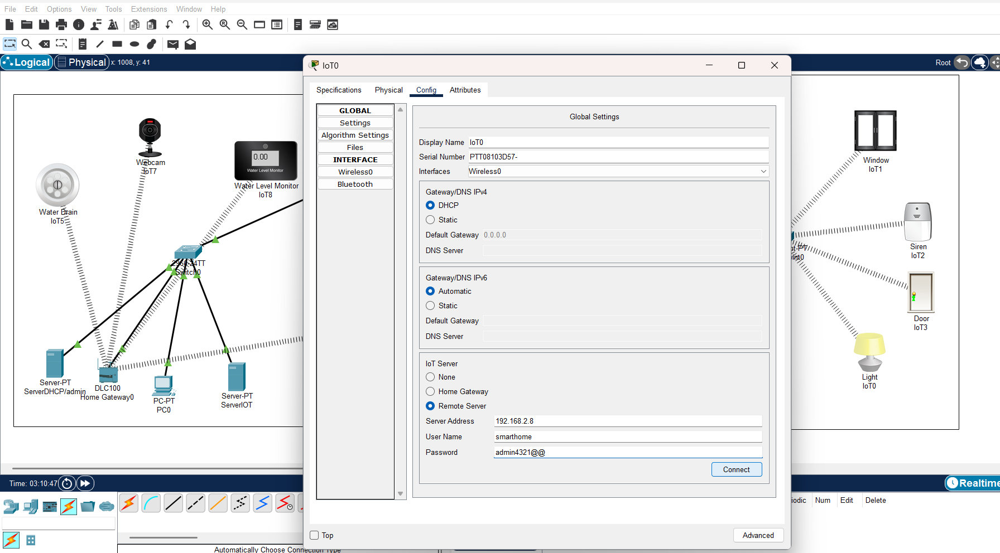 File Edit Options View Tools Extensions Window Help
Logical Physical x: 1008, y: 41
Root
IoT0
Specifications Physical Config Attributes
GLOBAL
Settings
Algorithm Settings
Files
INTERFACE
Wireless0
Bluetooth
Global Settings
Display Name IoT0
Serial Number PTT08103D57-
Interfaces Wireless0
Gateway/DNS IPv4
DHCP
Static
Default Gateway 0.0.0.0
DNS Server
Gateway/DNS IPv6
Automatic
Static
Default Gateway
DNS Server
IoT Server
None
Home Gateway
Remote Server
Server Address 192.168.2.8
User Name smarthome
Password admin4321@@
Connect
Top
Advanced
Webcam
IoT7
0.00
Water Level Monitor
Water Level Monitor
IoT8
Water Drain
IoT5
2960-24TT
Switch0
Server-PT
ServerDHCP/admin
DLC100
Home Gateway0
PC-PT
PC0
Server-PT
ServerIOT
Window
IoT1
Siren
IoT2
nt-PT
int0
Door
IoT3
Light
IoT0
Time: 03:10:47
Realtime
iodic Num Edit Delete
Automatically Choose Connection Type